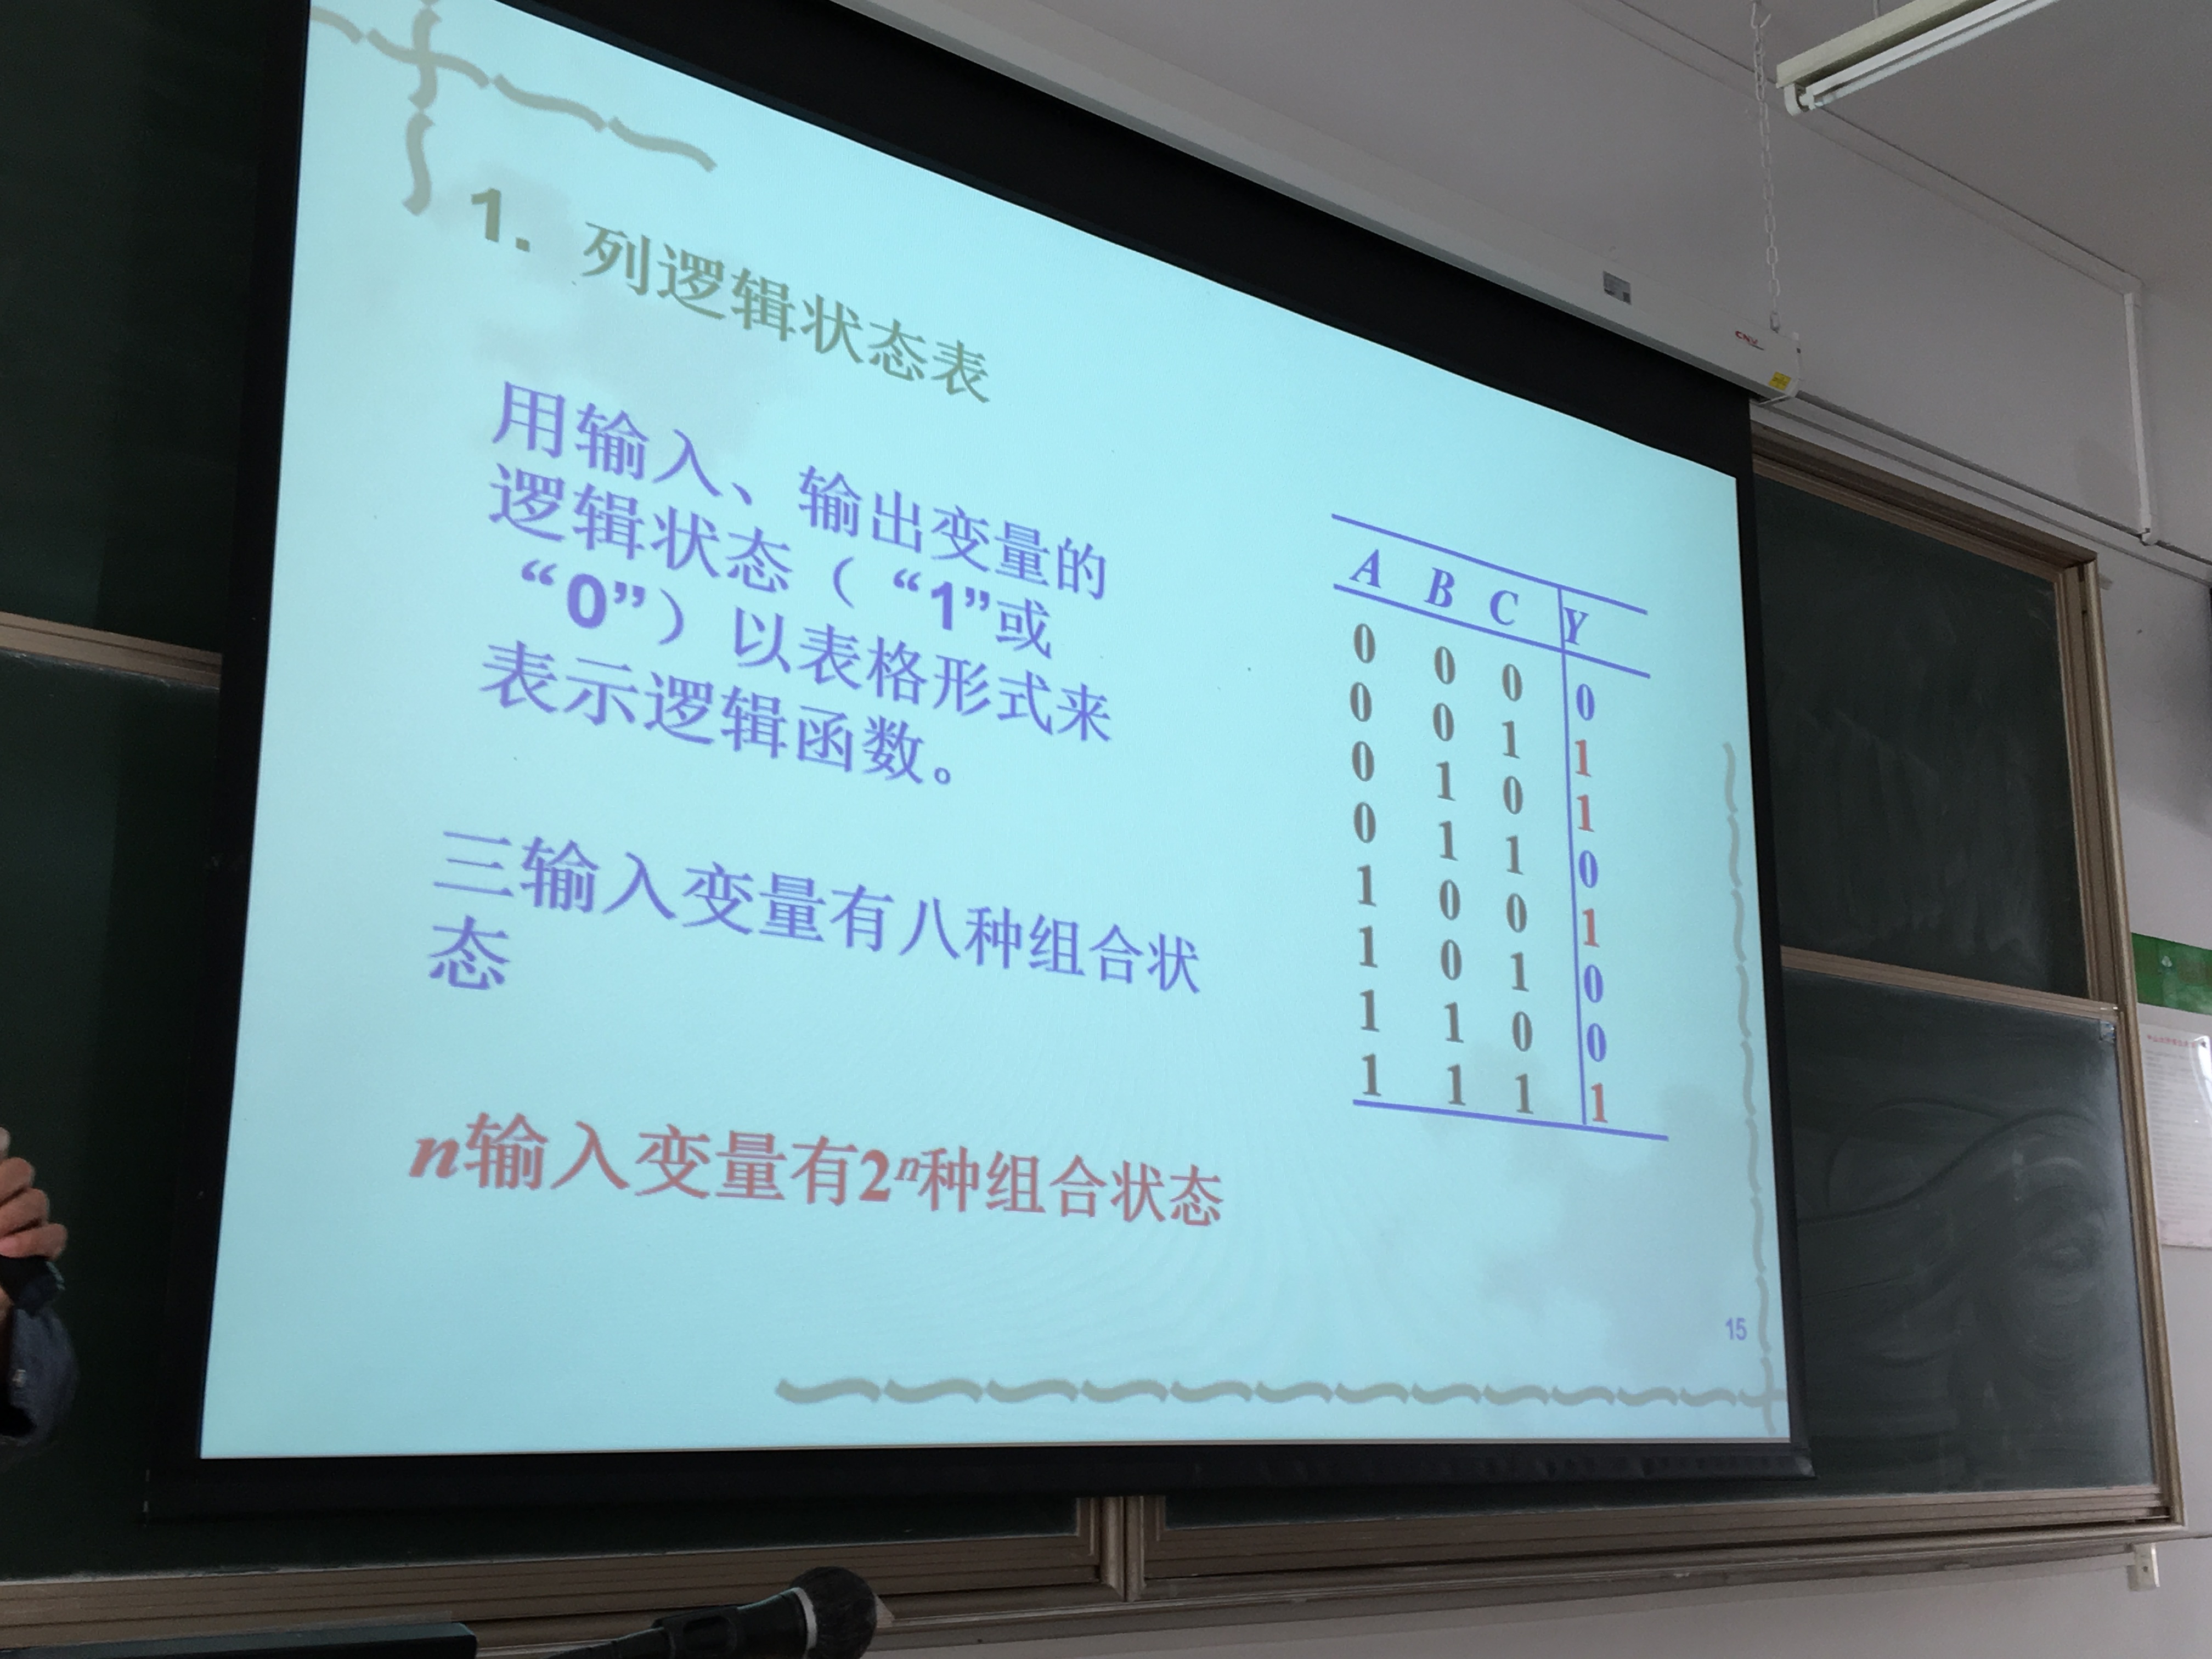 1. 列逻辑状态表
用输入、输出变量的
逻辑状态（ “1”或
“0”）以表格形式来
表示逻辑函数。
三输入变量有八种组合状
态
n输入变量有2ⁿ种组合状态
A B C Y
0 0 0 0
0 0 1 1
0 1 0 1
0 1 1 0
1 0 0 1
1 0 1 0
1 1 0 0
1 1 1 1
15